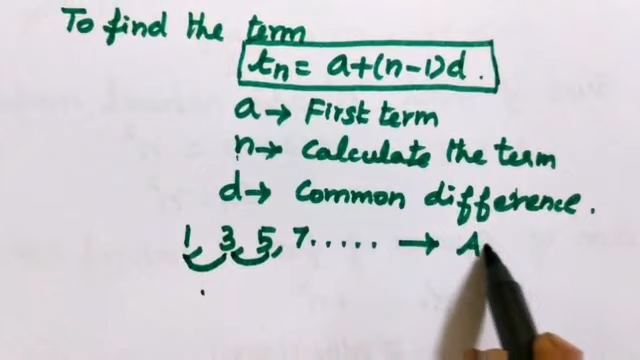 To find the term
tn = a+(n-1)d.
a→ First term
n→ Calculate the term
d→ Common difference.
1, 3, 5, 7..... → A